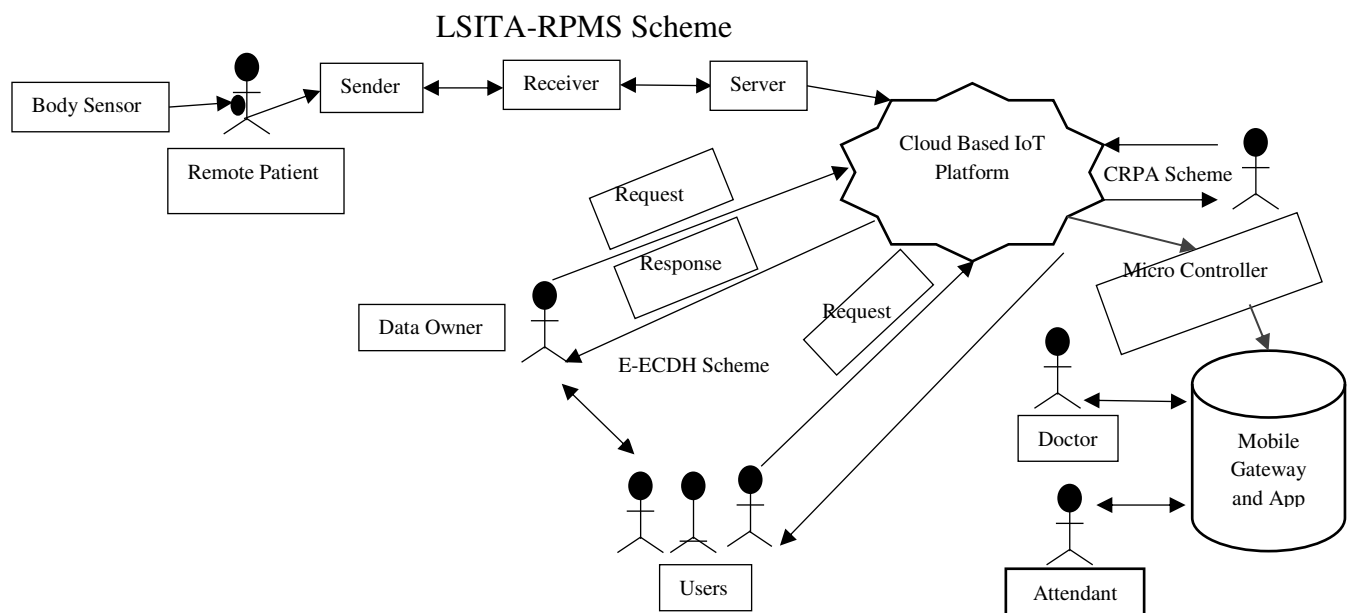 LSITA-RPMS Scheme
Body Sensor
Sender
Receiver
Server
Remote Patient
Cloud Based IoT
Platform
CRPA Scheme
Request
Response
Request
Micro Controller
Data Owner
E-ECDH Scheme
Doctor
Mobile
Gateway
and App
Users
Attendant